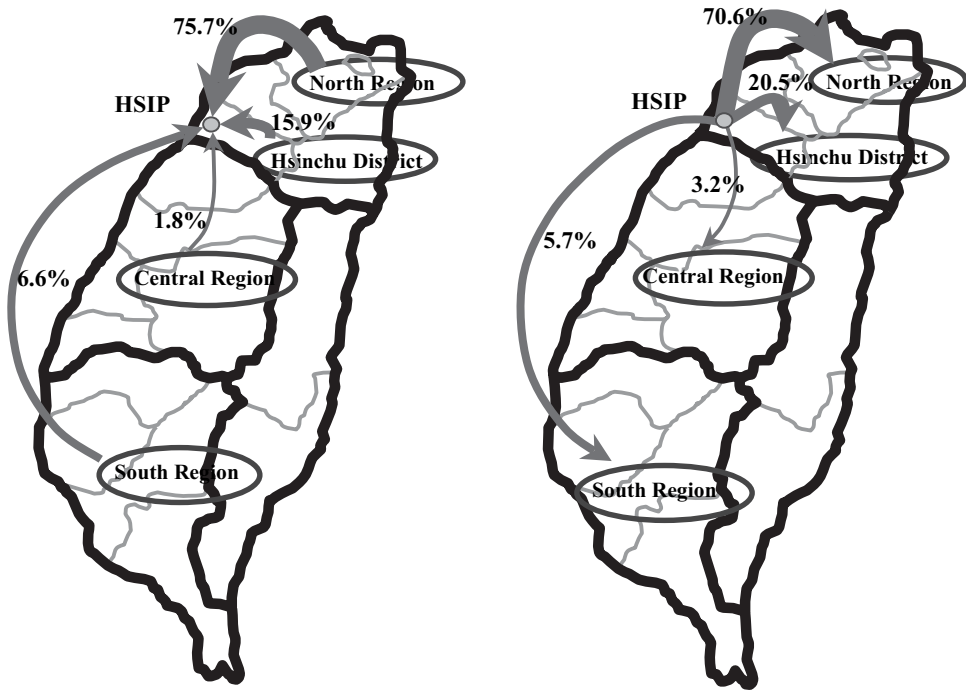 75.7%
North Region
HSIP
15.9%
Hsinchu District
1.8%
6.6%
Central Region
South Region
70.6%
20.5%
North Region
HSIP
Hsinchu District
3.2%
5.7%
Central Region
South Region